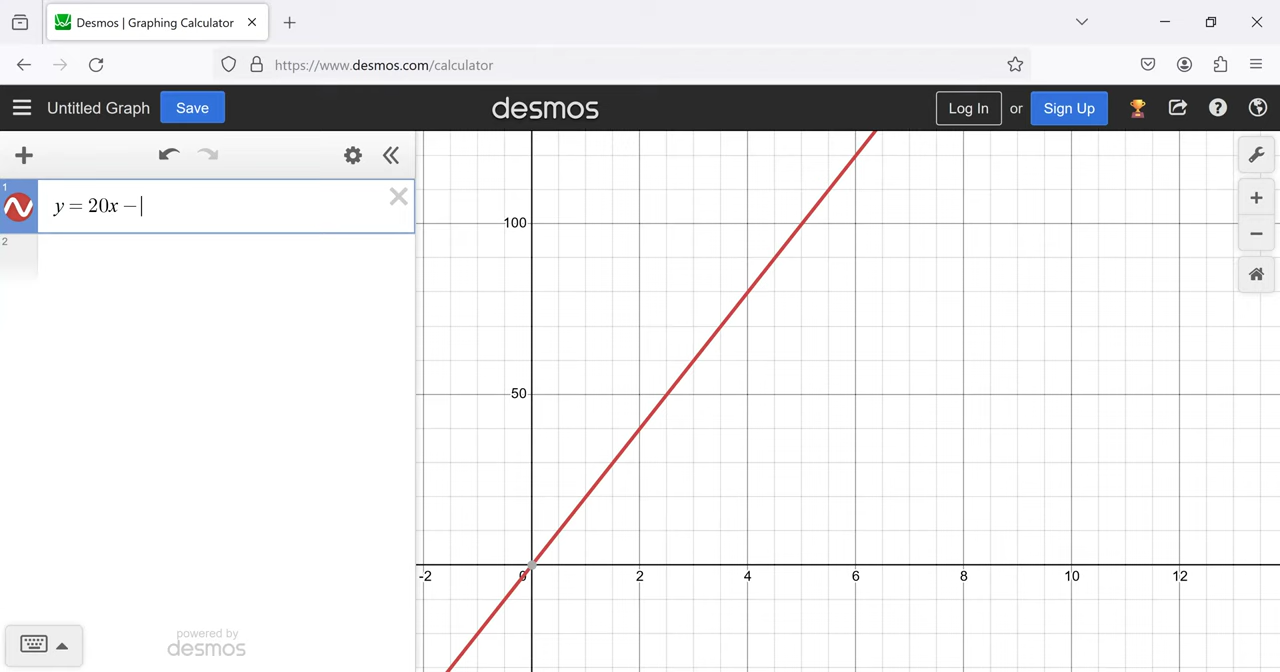 Desmos | Graphing Calculator
https://www.desmos.com/calculator
Untitled Graph
Save
desmos
Log In or Sign Up
1
y = 20x −
2
100
50
-2 0 2 4 6 8 10 12
powered by
desmos